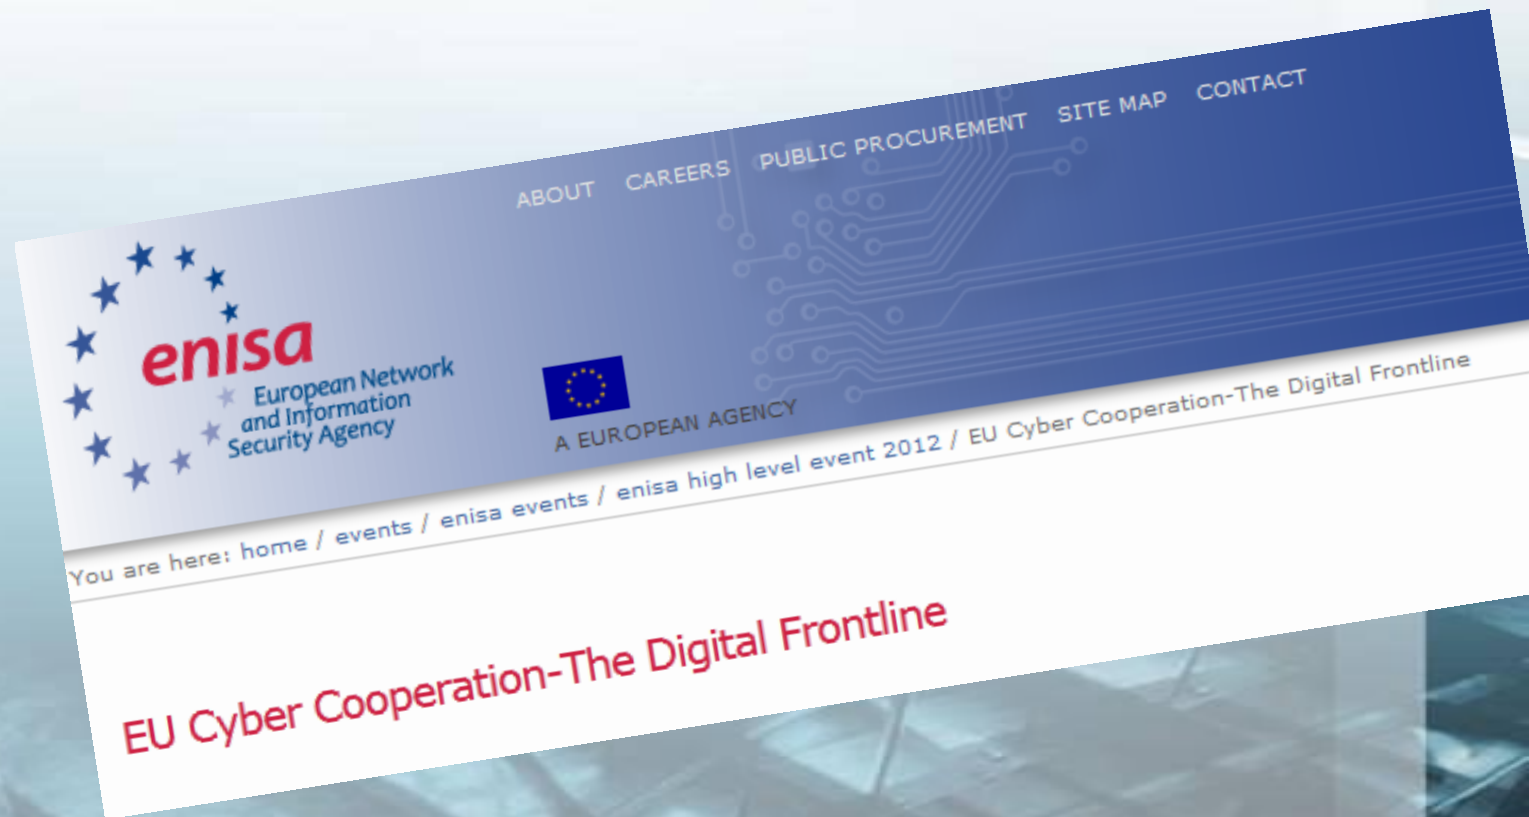 ABOUT CAREERS PUBLIC PROCUREMENT SITE MAP CONTACT
enisa
European Network
and Information
Security Agency
A EUROPEAN AGENCY
You are here: home / events / enisa events / enisa high level event 2012 / EU Cyber Cooperation-The Digital Frontline
EU Cyber Cooperation-The Digital Frontline